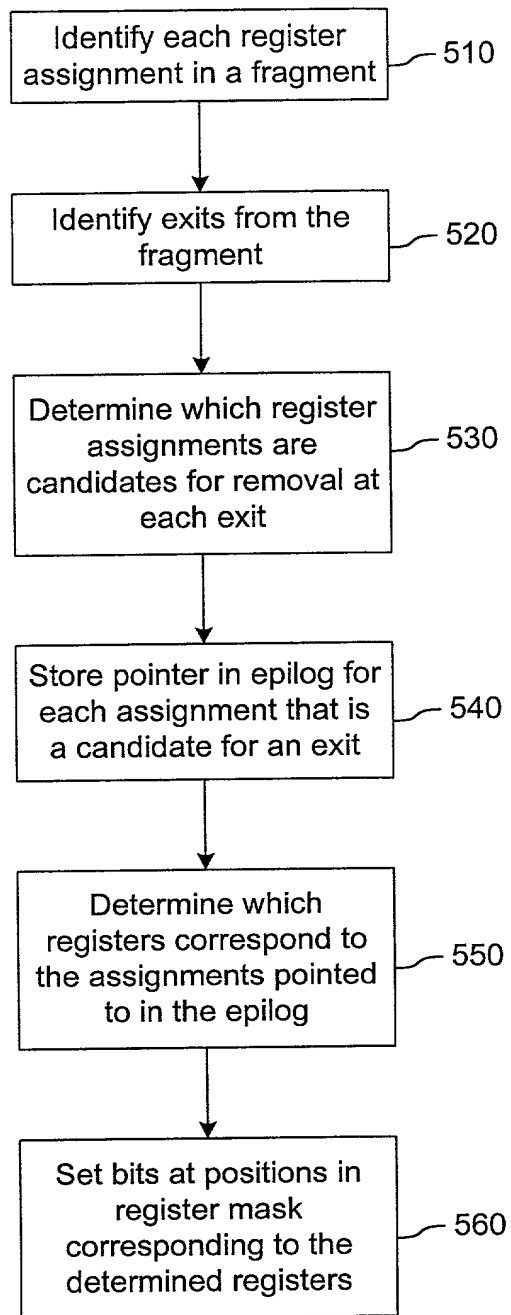 Identify each register
assignment in a fragment
510
Identify exits from the
fragment
520
Determine which register
assignments are
candidates for removal at
each exit
530
Store pointer in epilog for
each assignment that is
a candidate for an exit
540
Determine which
registers correspond to
the assignments pointed
to in the epilog
550
Set bits at positions in
register mask
corresponding to the
determined registers
560